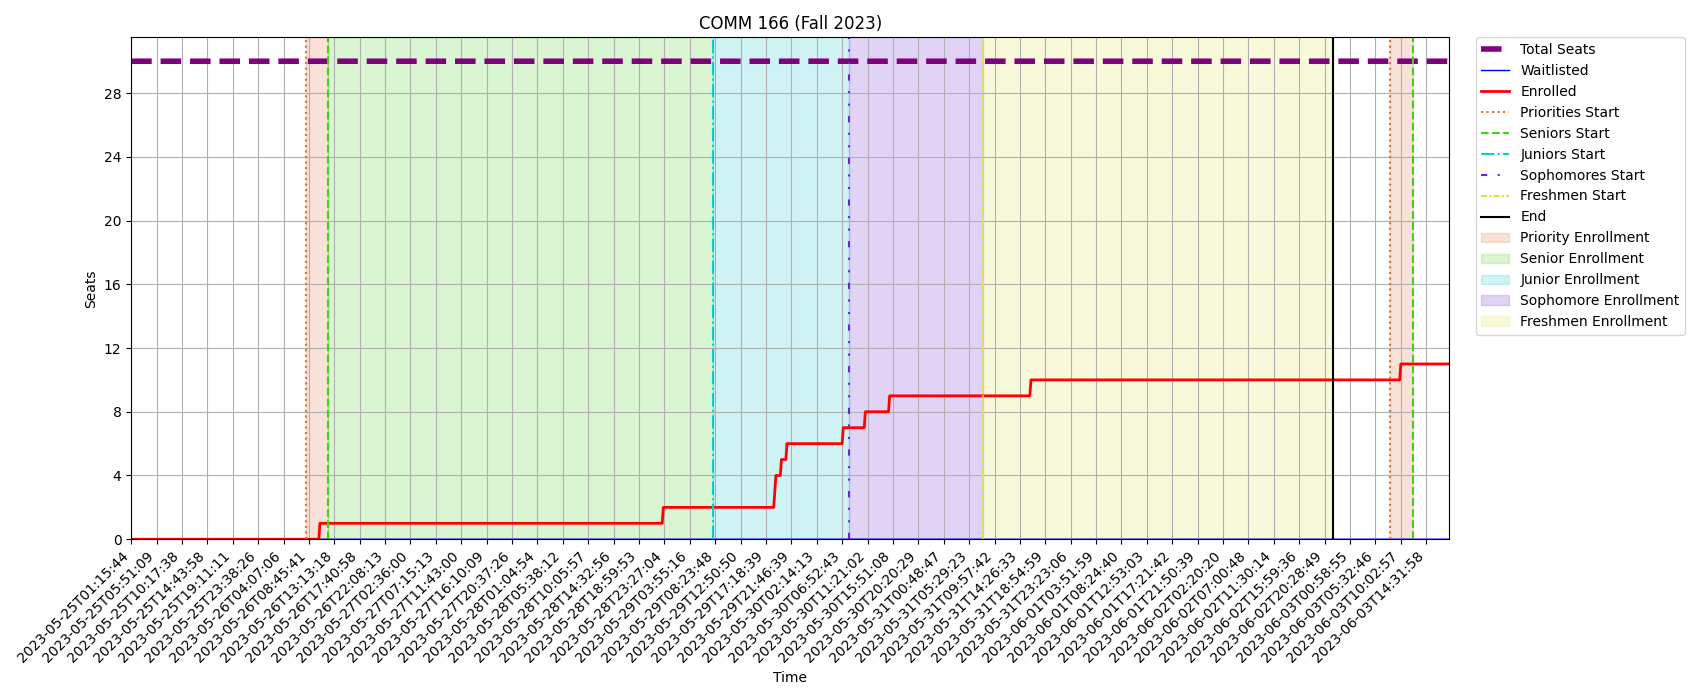 COMM 166 (Fall 2023)
Seats
28
24
20
16
12
8
4
0
2023-05-25T01:15:44
2023-05-25T05:51:09
2023-05-25T10:17:38
2023-05-25T14:43:58
2023-05-25T19:11:11
2023-05-25T23:38:26
2023-05-26T04:07:06
2023-05-26T08:45:41
2023-05-26T13:13:18
2023-05-26T17:40:58
2023-05-26T22:08:13
2023-05-27T02:36:00
2023-05-27T07:15:13
2023-05-27T11:43:00
2023-05-27T16:10:09
2023-05-27T20:37:26
2023-05-28T01:04:54
2023-05-28T05:38:12
2023-05-28T10:05:57
2023-05-28T14:32:56
2023-05-28T18:59:53
2023-05-28T23:27:04
2023-05-29T03:55:16
2023-05-29T08:23:48
2023-05-29T12:50:50
2023-05-29T17:18:39
2023-05-29T21:46:39
2023-05-30T02:14:13
2023-05-30T06:52:43
2023-05-30T11:21:02
2023-05-30T15:51:08
2023-05-30T20:20:29
2023-05-31T00:48:47
2023-05-31T05:29:23
2023-05-31T09:57:42
2023-05-31T14:26:33
2023-05-31T18:54:59
2023-05-31T23:23:06
2023-06-01T03:51:59
2023-06-01T08:24:40
2023-06-01T12:53:03
2023-06-01T17:21:42
2023-06-01T21:50:39
2023-06-02T02:20:20
2023-06-02T07:00:48
2023-06-02T11:30:14
2023-06-02T15:59:36
2023-06-02T20:28:49
2023-06-03T00:58:55
2023-06-03T05:32:46
2023-06-03T10:02:57
2023-06-03T14:31:58
Time
Total Seats
Waitlisted
Enrolled
Priorities Start
Seniors Start
Juniors Start
Sophomores Start
Freshmen Start
End
Priority Enrollment
Senior Enrollment
Junior Enrollment
Sophomore Enrollment
Freshmen Enrollment